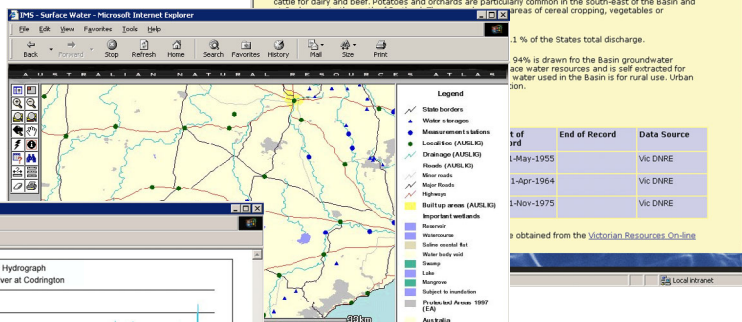 cattle for dairy and beef. Potatoes and orchards are particularly common in the south-east of the Basin and
areas of cereal cropping, vegetables or
IMS - Surface Water - Microsoft Internet Explorer
File Edit View Favorites Tools Help
Back Forward Stop Refresh Home Search Favorites History Mail Size Print
AUSTRALIAN NATURAL RESOURCES ATLAS
.1 % of the States total discharge.
94% is drawn fro the Basin groundwater
ace water resources and is self extracted for
water used in the Basin is for rural use. Urban
tion.
Legend
State borders
Water storages
Measurement stations
Localities (AUSLIG)
Drainage (AUSLIG)
Roads (AUSLIG)
Minor roads
Major Roads
Highways
Built up areas (AUSLIG)
Important wetlands
Reservoir
Watercourse
Saline coastal flat
Water body void
Swamp
Lake
Mangrove
Subject to inundation
Protected Areas 1997
(EA)
Australia
93km
t of
ord End of Record Data Source
1-May-1955 Vic DNRE
1-Apr-1964 Vic DNRE
1-Nov-1975 Vic DNRE
e obtained from the Victorian Resources On-line
Local intranet
Hydrograph
ver at Codrington